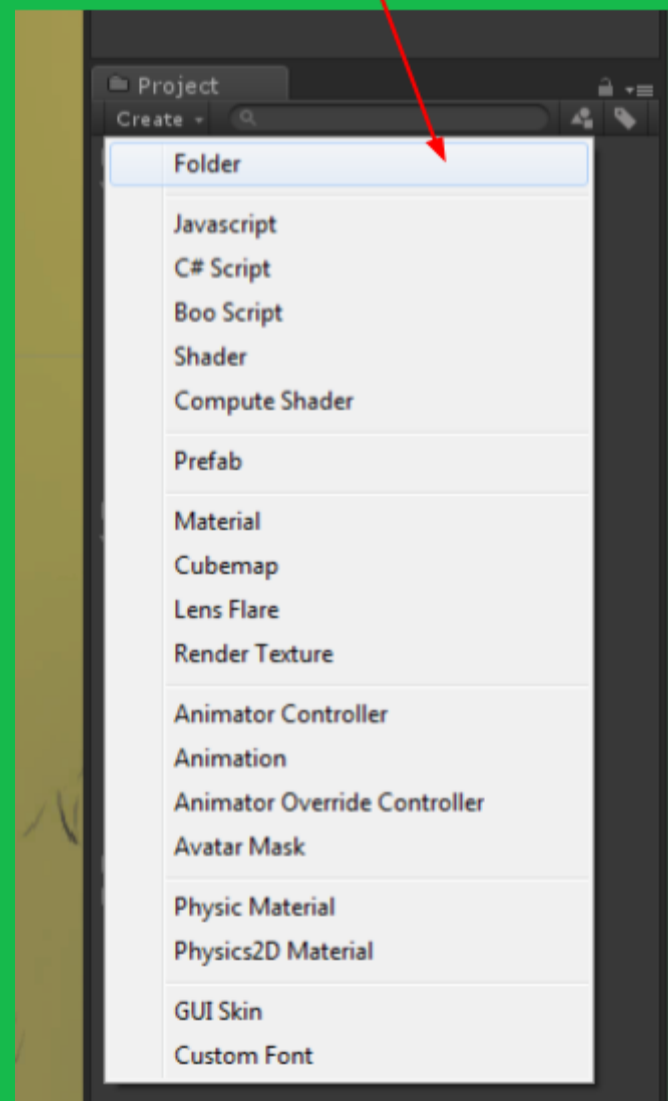 Project
Create
Folder
Javascript
C# Script
Boo Script
Shader
Compute Shader
Prefab
Material
Cubemap
Lens Flare
Render Texture
Animator Controller
Animation
Animator Override Controller
Avatar Mask
Physic Material
Physics2D Material
GUI Skin
Custom Font